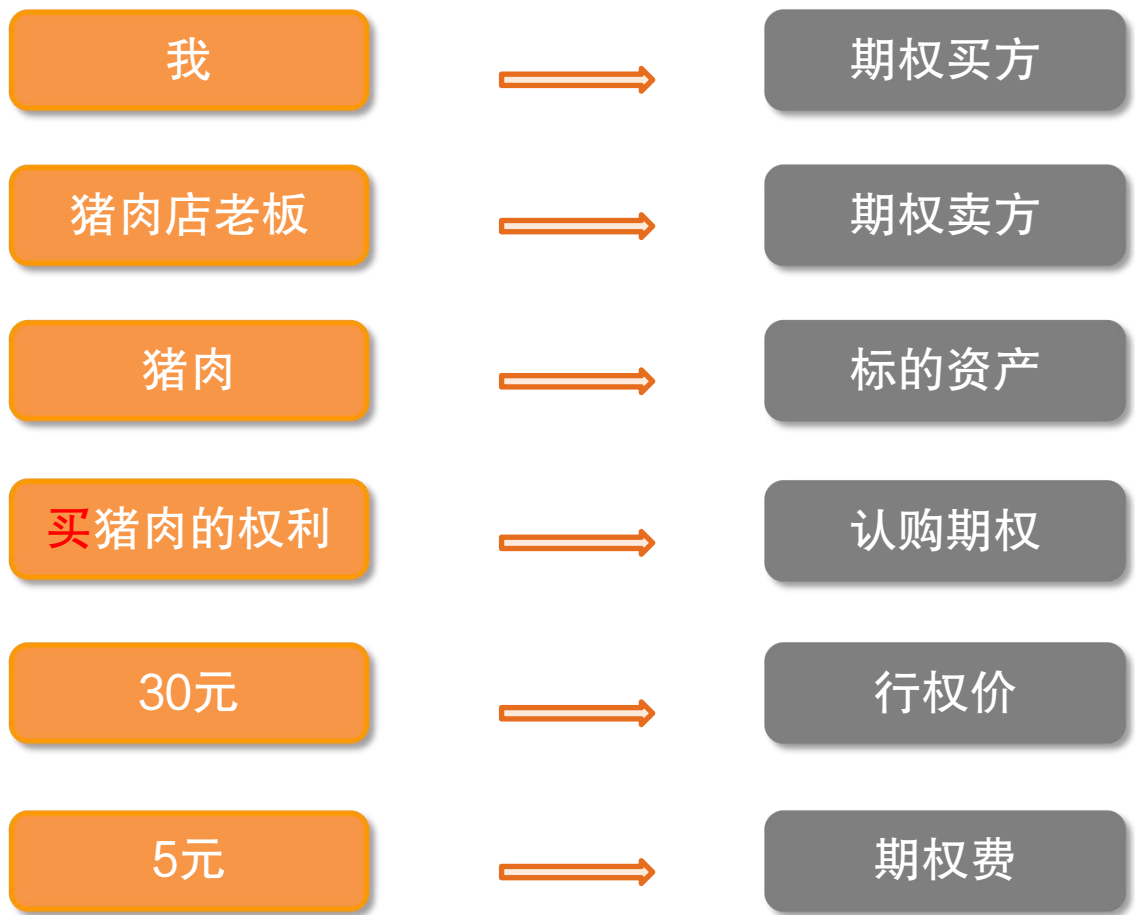 我
期权买方
猪肉店老板
期权卖方
猪肉
标的资产
买猪肉的权利
认购期权
30元
行权价
5元
期权费